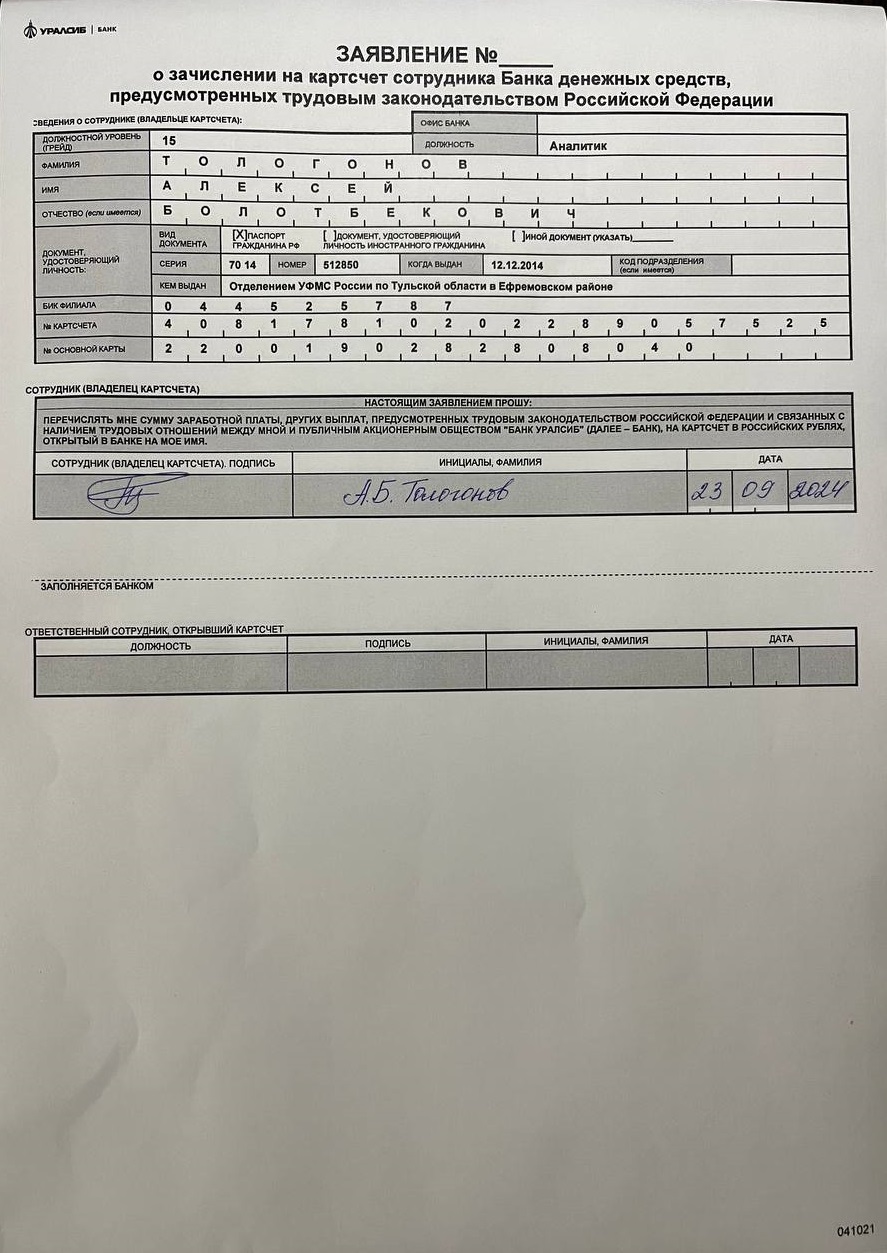 УРАЛСИБ | БАНК
ЗАЯВЛЕНИЕ №____
о зачислении на картсчет сотрудника Банка денежных средств,
предусмотренных трудовым законодательством Российской Федерации
СВЕДЕНИЯ О СОТРУДНИКЕ (ВЛАДЕЛЬЦЕ КАРТСЧЕТА):
ОФИС БАНКА
ДОЛЖНОСТНОЙ УРОВЕНЬ (ГРЕЙД) 15 ДОЛЖНОСТЬ Аналитик
ФАМИЛИЯ Т О Л О Г О Н О В
ИМЯ А Л Е К С Е Й
ОТЧЕСТВО (если имеется) Б О Л О Т Б Е К О В И Ч
ДОКУМЕНТ, УДОСТОВЕРЯЮЩИЙ ЛИЧНОСТЬ:
ВИД ДОКУМЕНТА [X]ПАСПОРТ ГРАЖДАНИНА РФ [ ]ДОКУМЕНТ, УДОСТОВЕРЯЮЩИЙ ЛИЧНОСТЬ ИНОСТРАННОГО ГРАЖДАНИНА [ ]ИНОЙ ДОКУМЕНТ (УКАЗАТЬ)_______
СЕРИЯ 70 14 НОМЕР 512850 КОГДА ВЫДАН 12.12.2014 КОД ПОДРАЗДЕЛЕНИЯ (если имеется)
КЕМ ВЫДАН Отделением УФМС России по Тульской области в Ефремовском районе
БИК ФИЛИАЛА 0 4 4 5 2 5 7 8 7
№ КАРТСЧЕТА 4 0 8 1 7 8 1 0 2 0 2 2 8 9 0 5 7 5 2 5
№ ОСНОВНОЙ КАРТЫ 2 2 0 0 1 9 0 2 8 2 8 0 8 0 4 0
СОТРУДНИК (ВЛАДЕЛЕЦ КАРТСЧЕТА)
НАСТОЯЩИМ ЗАЯВЛЕНИЕМ ПРОШУ:
ПЕРЕЧИСЛЯТЬ МНЕ СУММУ ЗАРАБОТНОЙ ПЛАТЫ, ДРУГИХ ВЫПЛАТ, ПРЕДУСМОТРЕННЫХ ТРУДОВЫМ ЗАКОНОДАТЕЛЬСТВОМ РОССИЙСКОЙ ФЕДЕРАЦИИ И СВЯЗАННЫХ С
НАЛИЧИЕМ ТРУДОВЫХ ОТНОШЕНИЙ МЕЖДУ МНОЙ И ПУБЛИЧНЫМ АКЦИОНЕРНЫМ ОБЩЕСТВОМ "БАНК УРАЛСИБ" (ДАЛЕЕ – БАНК), НА КАРТСЧЕТ В РОССИЙСКИХ РУБЛЯХ,
ОТКРЫТЫЙ В БАНКЕ НА МОЕ ИМЯ.
СОТРУДНИК (ВЛАДЕЛЕЦ КАРТСЧЕТА). ПОДПИСЬ ИНИЦИАЛЫ, ФАМИЛИЯ ДАТА
А.Б. Тологонов 23 09 2024
ЗАПОЛНЯЕТСЯ БАНКОМ
ОТВЕТСТВЕННЫЙ СОТРУДНИК, ОТКРЫВШИЙ КАРТСЧЕТ
ДОЛЖНОСТЬ ПОДПИСЬ ИНИЦИАЛЫ, ФАМИЛИЯ ДАТА
041021